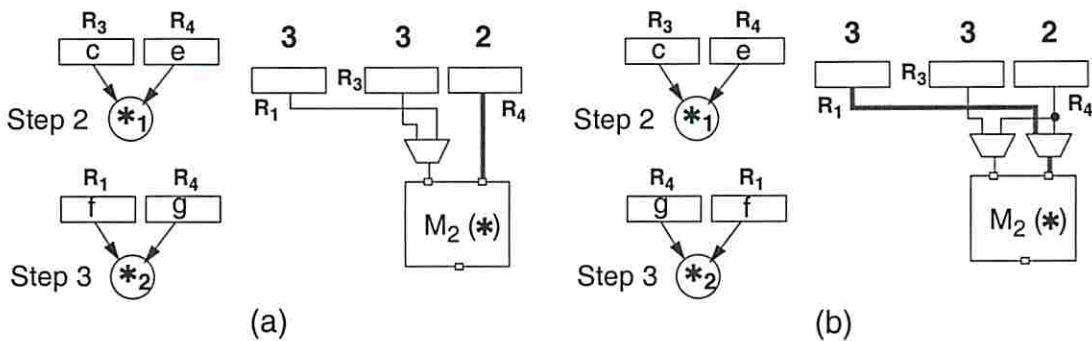 R3 R4 3 3 2
c e R3
R1 R4
Step 2 *1
R1 R4
f g M2 (*)
Step 3 *2
(a)
R3 R4 3 3 2
c e R3
R1 R4
Step 2 *1
R4 R1
g f M2 (*)
Step 3 *2
(b)